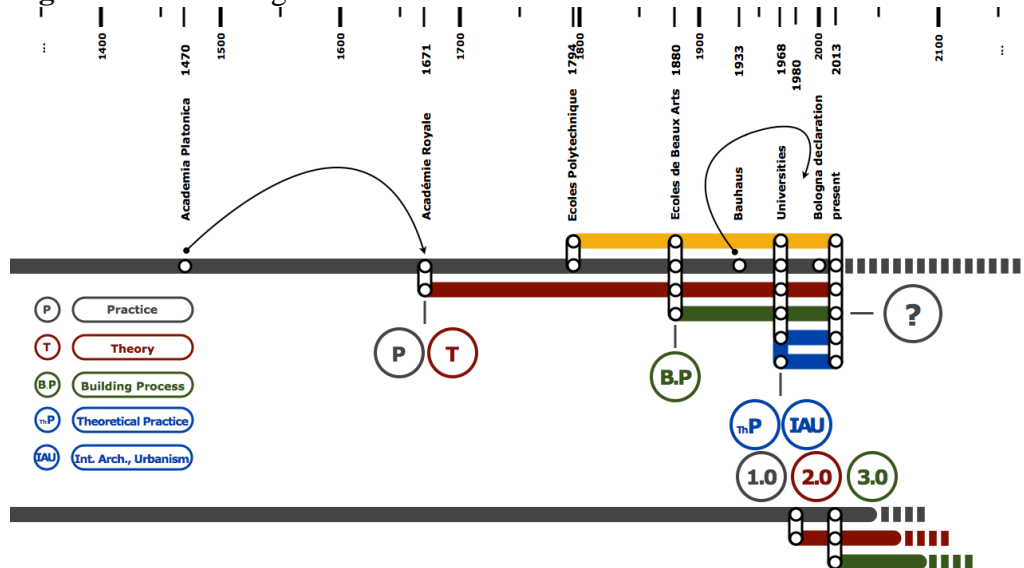 ...
1400
1470
1500
1600
1671
1700
1794
1800
1880
1900
1933
1968
1980
2000
2013
2100
...
Academia Platonica
Académie Royale
Ecoles Polytechnique
Ecoles de Beaux Arts
Bauhaus
Universities
Bologna declaration
present
P Practice
T Theory
B.P Building Process
ThP Theoretical Practice
IAU Int. Arch., Urbanism
P T
B.P
?
ThP IAU
1.0 2.0 3.0